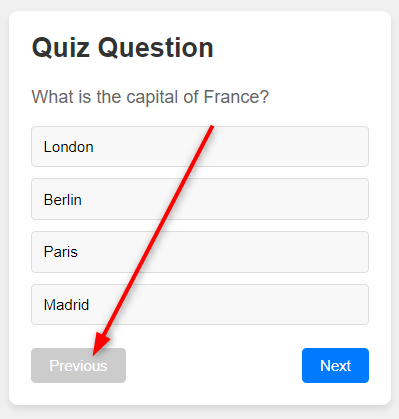 Quiz Question
What is the capital of France?
London
Berlin
Paris
Madrid
Previous Next